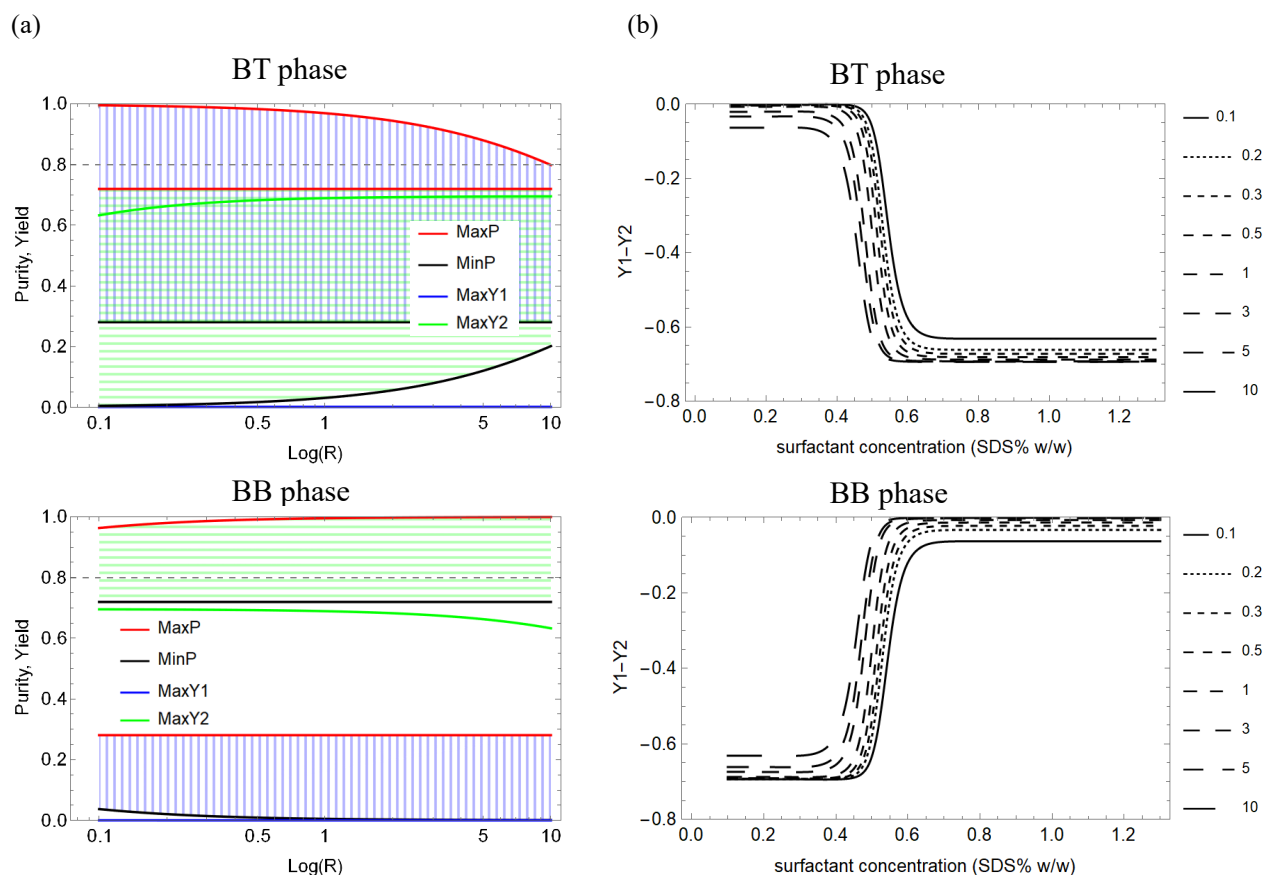 (a)
(b)
BT phase
1.0
0.8
0.6
0.4
0.2
0.0
Purity, Yield
MaxP
MinP
MaxY1
MaxY2
0.1
0.5
1
5
10
Log(R)
BT phase
0.0
−0.2
−0.4
−0.6
−0.8
Y1−Y2
0.0
0.2
0.4
0.6
0.8
1.0
1.2
surfactant concentration (SDS% w/w)
0.1
0.2
0.3
0.5
1
3
5
10
BB phase
1.0
0.8
0.6
0.4
0.2
0.0
Purity, Yield
MaxP
MinP
MaxY1
MaxY2
0.1
0.5
1
5
10
Log(R)
BB phase
0.0
−0.2
−0.4
−0.6
−0.8
Y1−Y2
0.0
0.2
0.4
0.6
0.8
1.0
1.2
surfactant concentration (SDS% w/w)
0.1
0.2
0.3
0.5
1
3
5
10